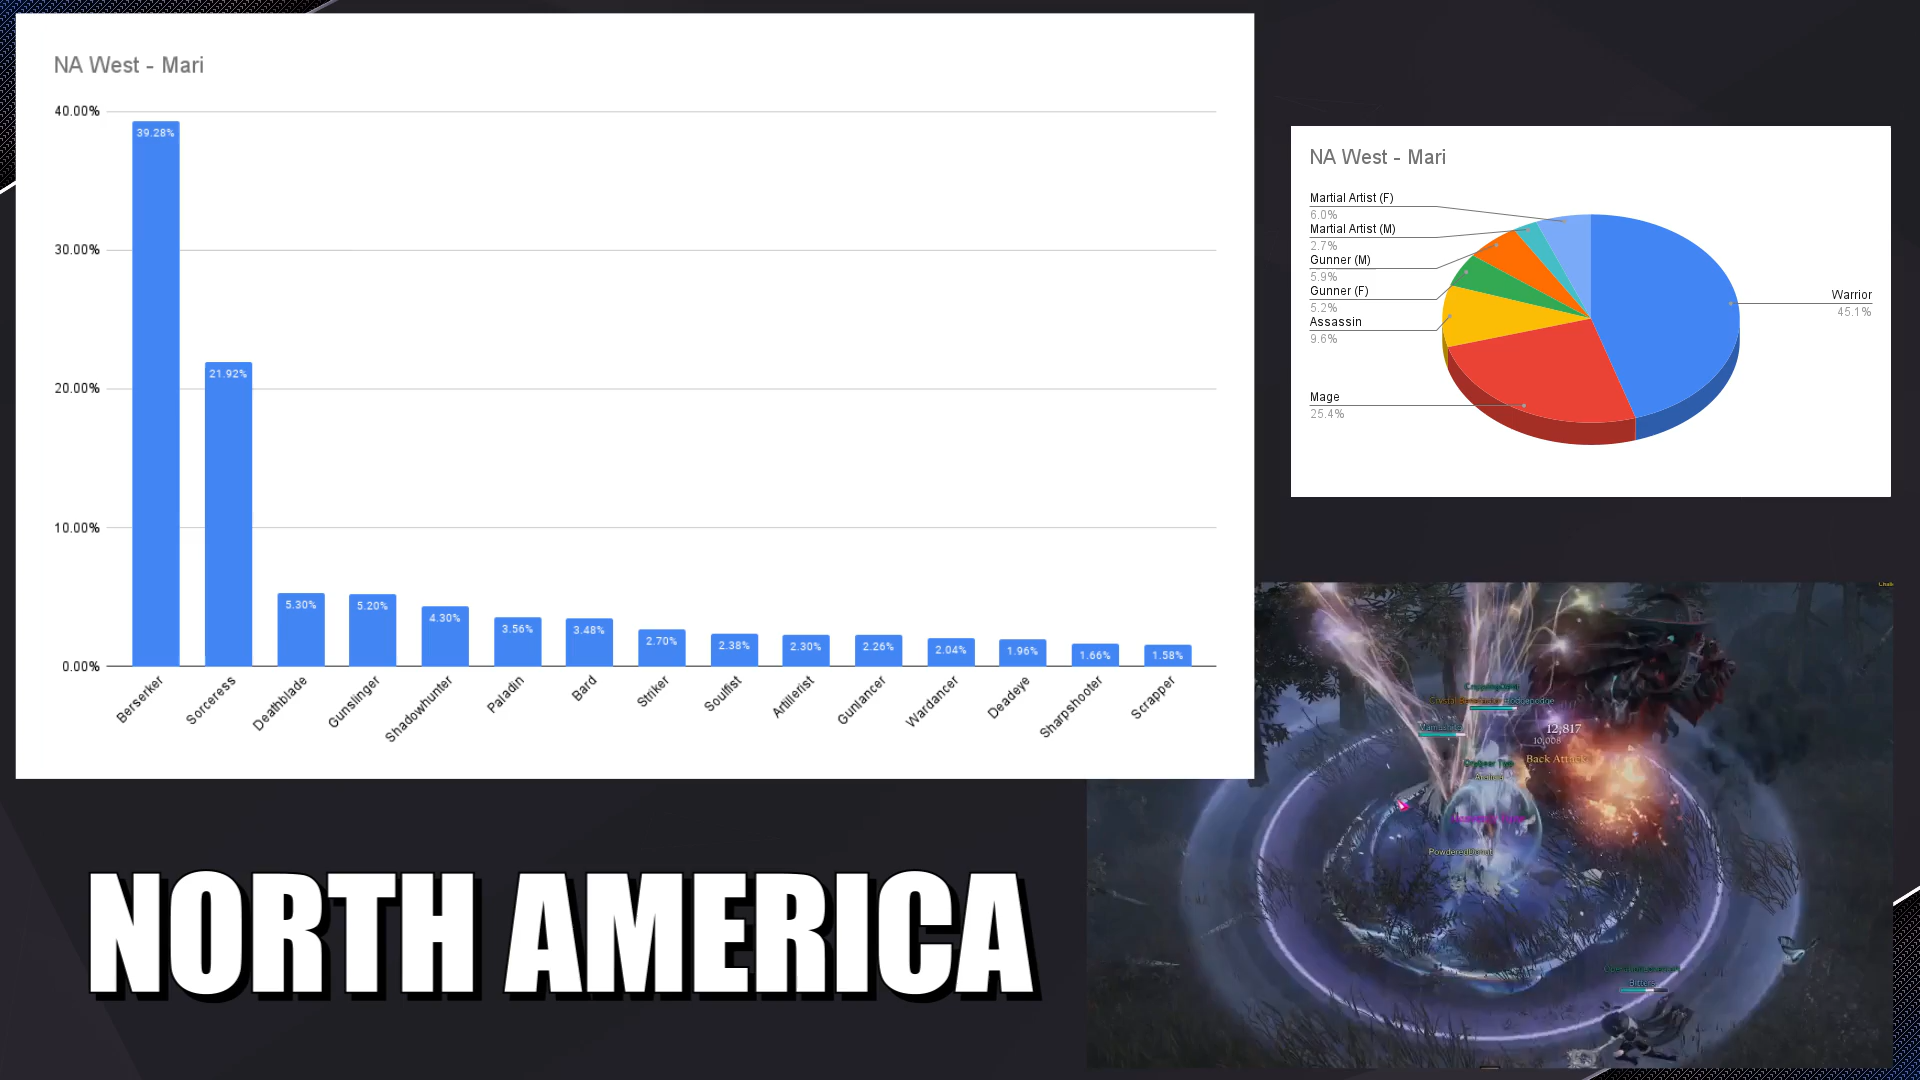 NA West - Mari
40.00%
30.00%
20.00%
10.00%
0.00%
39.28%
21.92%
5.30%
5.20%
4.30%
3.56%
3.48%
2.70%
2.38%
2.30%
2.26%
2.04%
1.96%
1.66%
1.58%
Berserker
Sorceress
Deathblade
Gunslinger
Shadowhunter
Paladin
Bard
Striker
Soulfist
Artillerist
Gunlancer
Wardancer
Deadeye
Sharpshooter
Scrapper
NA West - Mari
Martial Artist (F)
6.0%
Martial Artist (M)
2.7%
Gunner (M)
5.9%
Gunner (F)
5.2%
Assassin
9.6%
Mage
25.4%
Warrior
45.1%
12,817
10,008
Back Attack
PowderedDonut
NORTH AMERICA